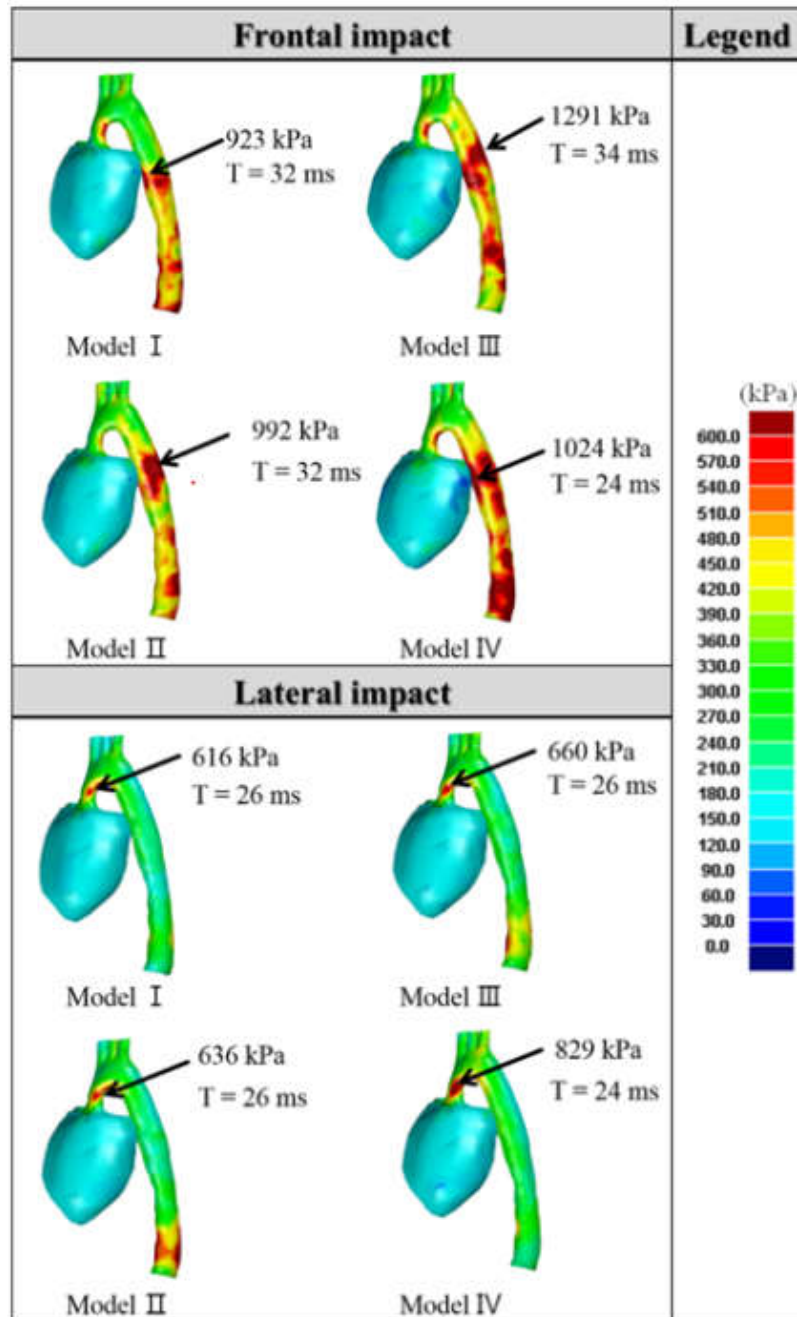 Frontal impact
Legend
923 kPa
T = 32 ms
Model Ⅰ
1291 kPa
T = 34 ms
Model Ⅲ
992 kPa
T = 32 ms
Model Ⅱ
1024 kPa
T = 24 ms
Model Ⅳ
Lateral impact
616 kPa
T = 26 ms
Model Ⅰ
660 kPa
T = 26 ms
Model Ⅲ
636 kPa
T = 26 ms
Model Ⅱ
829 kPa
T = 24 ms
Model Ⅳ
(kPa)
600.0
570.0
540.0
510.0
480.0
450.0
420.0
390.0
360.0
330.0
300.0
270.0
240.0
210.0
180.0
150.0
120.0
90.0
60.0
30.0
0.0